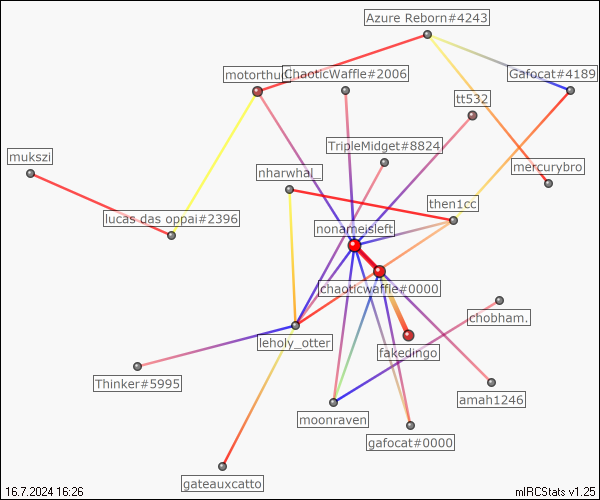 Azure Reborn#4243
motorthud
ChaoticWaffle#2006
Gafocat#4189
tt532
TripleMidget#8824
mukszi
nharwhal_
mercurybro
then1cc
lucas das oppai#2396
nonameisleft
chaoticwaffle#0000
chobham.
leholy_otter
fakedingo
Thinker#5995
amah1246
moonraven
gafocat#0000
gateauxcatto
16.7.2024 16:26
mIRCStats v1.25